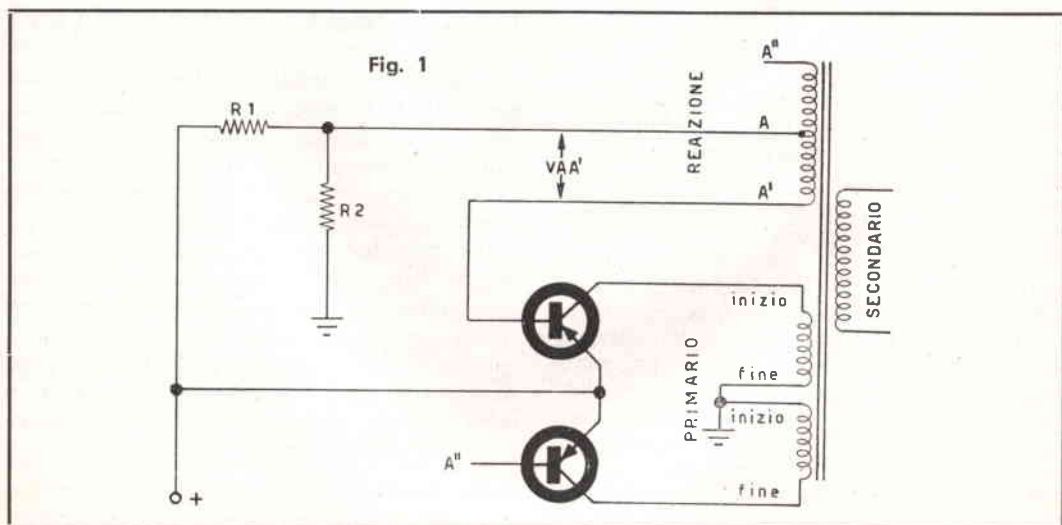 Fig. 1
A"
R 1
REAZIONE
A
VAA'
A'
R 2
SECONDARIO
inizio
PRIMARIO
fine
inizio
A"
fine
+